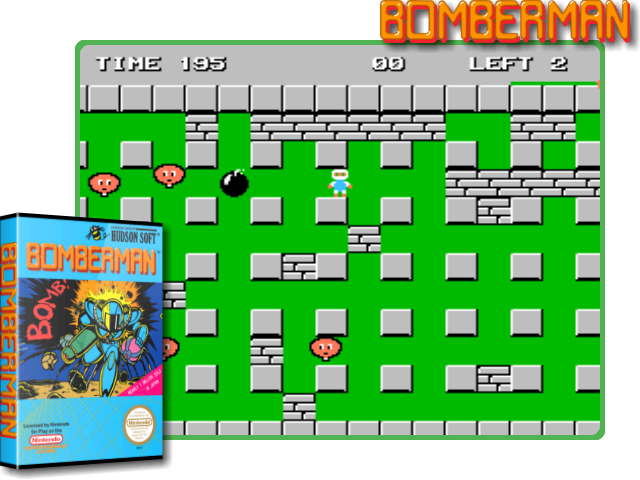 BOMBERMAN
TIME 195 00 LEFT 2
HUDSON SOFT
BOMBERMAN
BOMB!
BOMBERMAN
Licensed by Nintendo
for Play on the
Nintendo
Nintendo